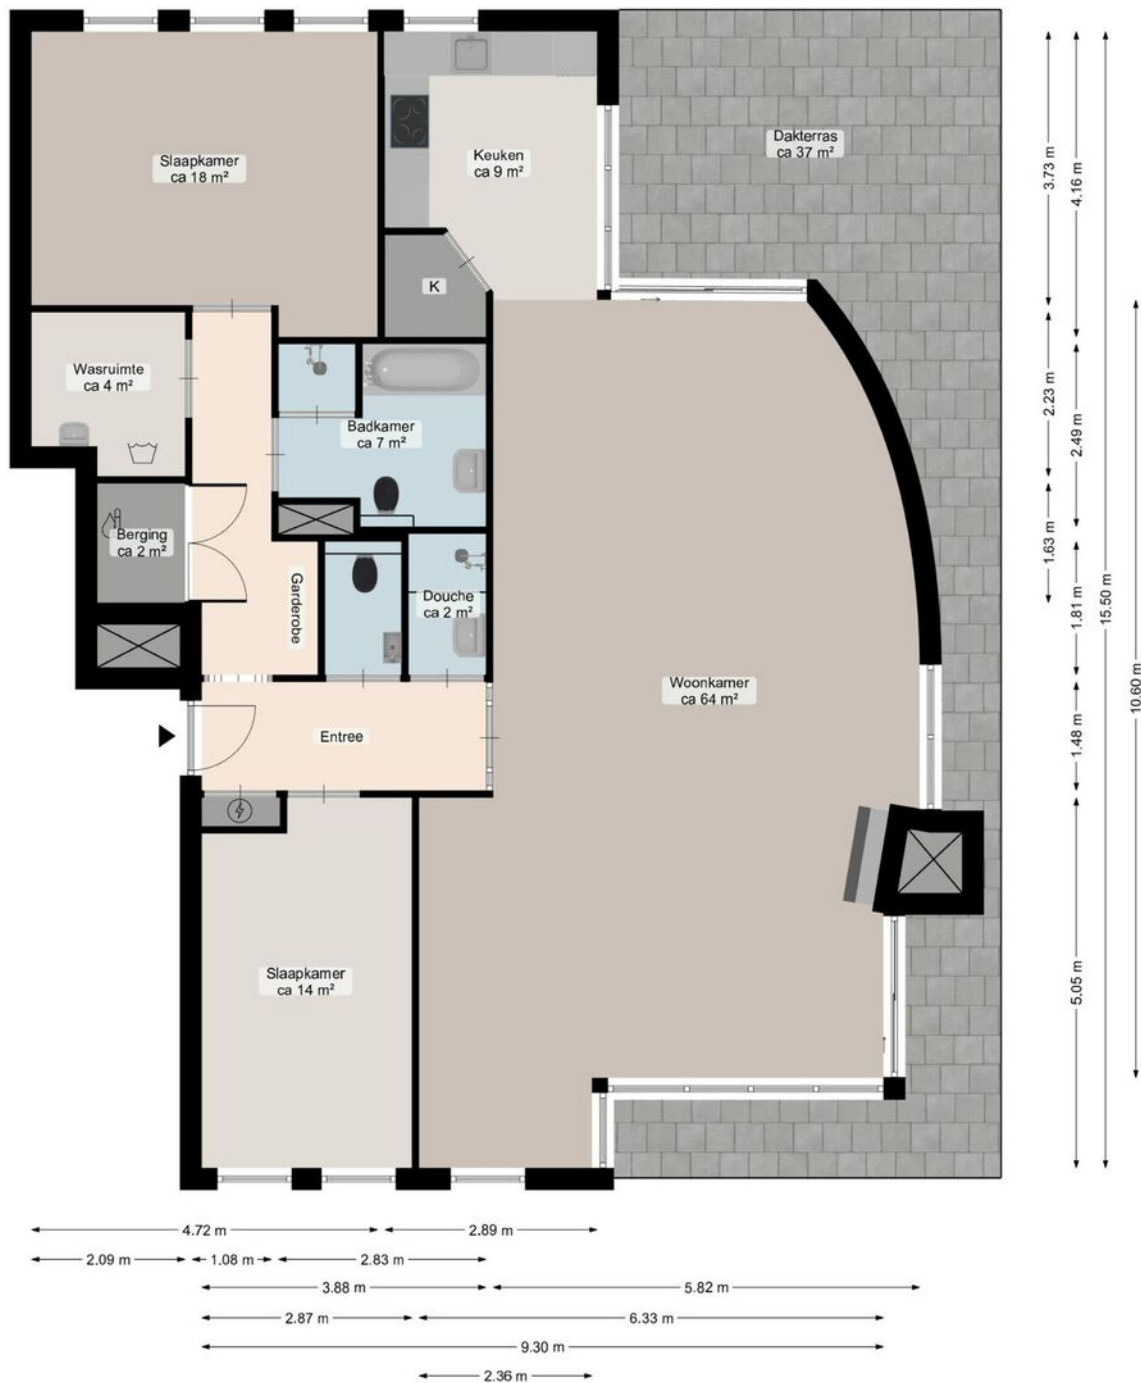 Slaapkamer
ca 18 m²
Keuken
ca 9 m²
Dakterras
ca 37 m²
K
Wasruimte
ca 4 m²
Badkamer
ca 7 m²
Berging
ca 2 m²
Garderobe
Douche
ca 2 m²
Woonkamer
ca 64 m²
Entree
Slaapkamer
ca 14 m²
3.73 m
4.16 m
2.23 m
2.49 m
1.63 m
1.81 m
15.50 m
10.60 m
1.48 m
5.05 m
4.72 m
2.89 m
2.09 m
1.08 m
2.83 m
3.88 m
5.82 m
2.87 m
6.33 m
9.30 m
2.36 m